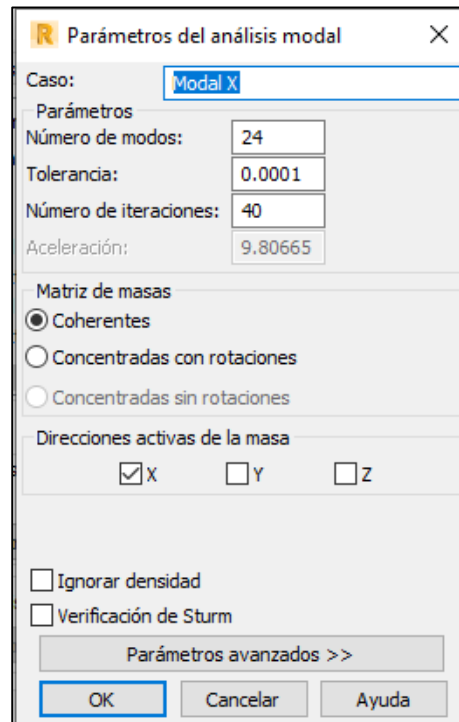 R Parámetros del análisis modal
Caso: Modal X
Parámetros
Número de modos: 24
Tolerancia: 0.0001
Número de iteraciones: 40
Aceleración: 9.80665
Matriz de masas
Coherentes
Concentradas con rotaciones
Concentradas sin rotaciones
Direcciones activas de la masa
X Y Z
Ignorar densidad
Verificación de Sturm
Parámetros avanzados >>
OK Cancelar Ayuda